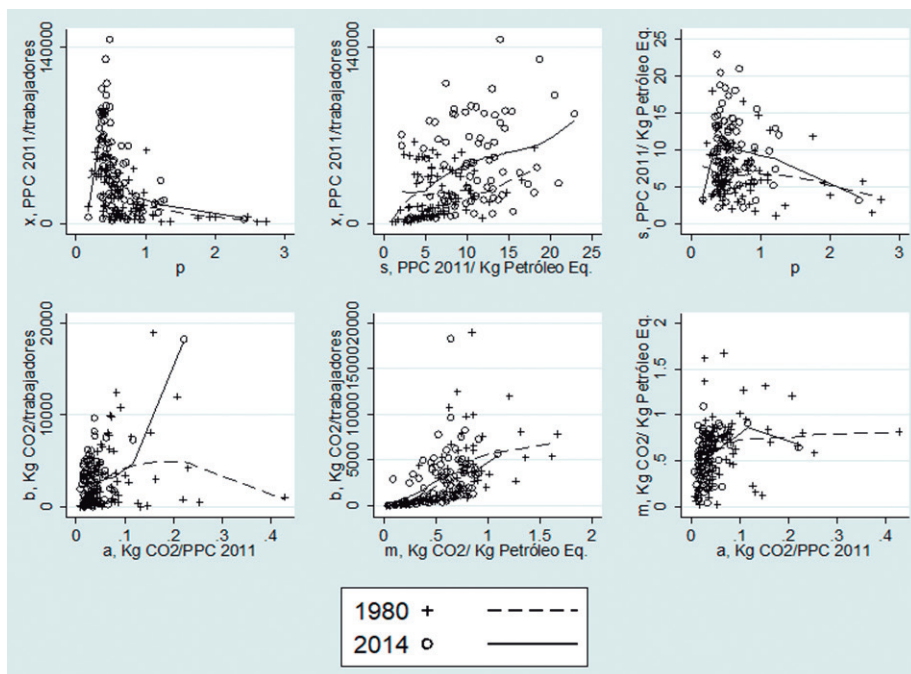 x, PPC 2011/trabajadores
140000
0
0 1 2 3
p
x, PPC 2011/trabajadores
140000
0
0 5 10 15 20 25
s, PPC 2011/ Kg Petróleo Eq.
s, PPC 2011/ Kg Petróleo Eq.
25
20
15
10
5
0
0 1 2 3
p
b, Kg CO2/trabajadores
20000
10000
0
0 .1 .2 .3 .4
a, Kg CO2/PPC 2011
b, Kg CO2/trabajadores
20000
15000
10000
5000
0
0 .5 1 1.5 2
m, Kg CO2/ Kg Petróleo Eq.
m, Kg CO2/ Kg Petróleo Eq.
2
1.5
1
.5
0
0 .1 .2 .3 .4
a, Kg CO2/PPC 2011
1980
2014